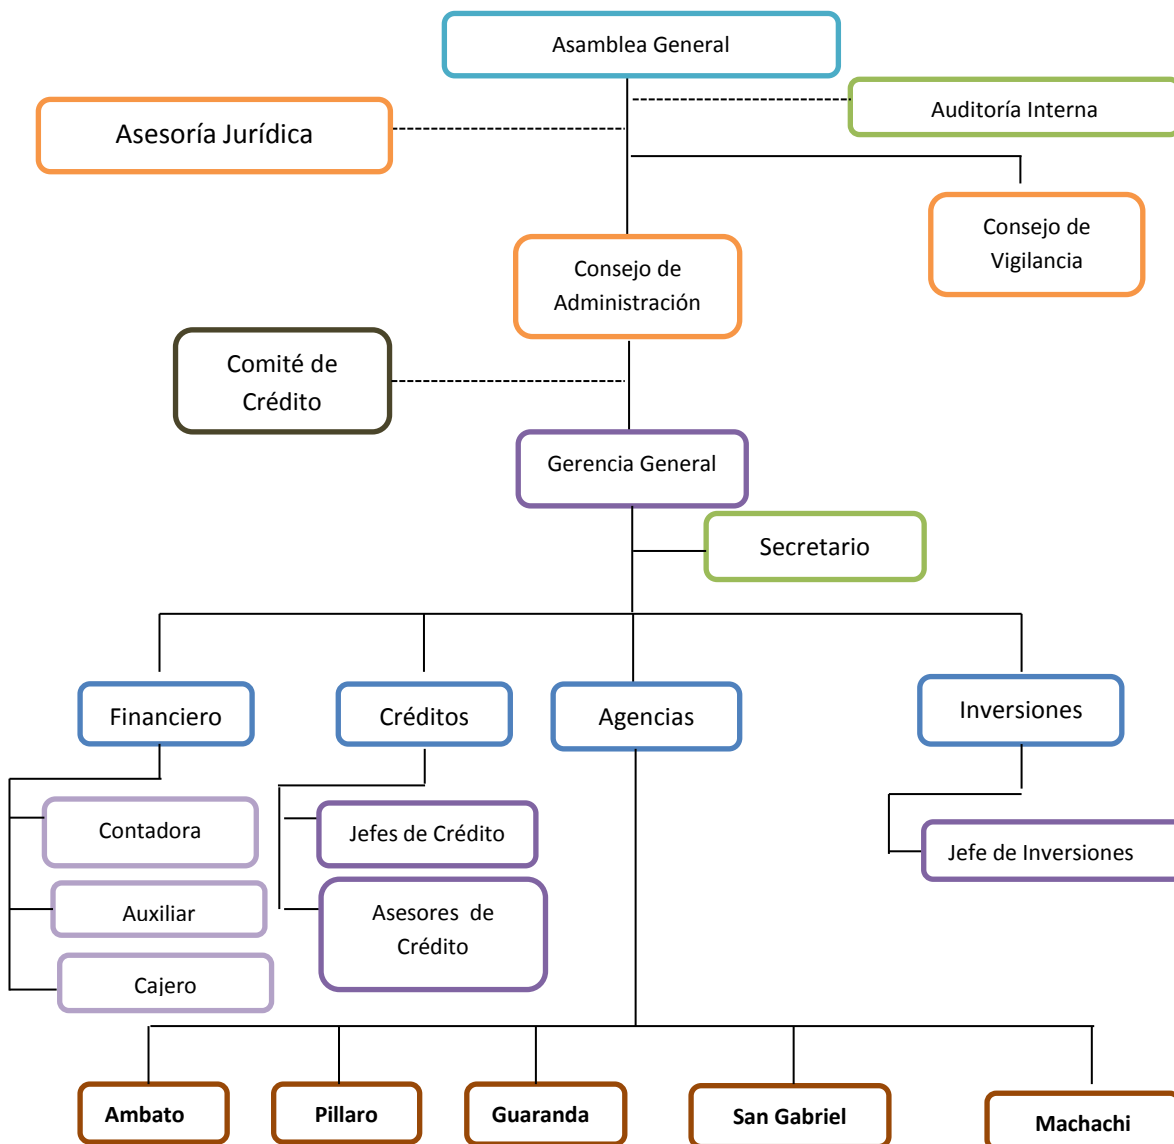 Asamblea General
Auditoría Interna
Asesoría Jurídica
Consejo de
Vigilancia
Consejo de
Administración
Comité de
Crédito
Gerencia General
Secretario
Financiero
Créditos
Agencias
Inversiones
Contadora
Jefes de Crédito
Jefe de Inversiones
Auxiliar
Asesores de
Crédito
Cajero
Ambato
Pillaro
Guaranda
San Gabriel
Machachi